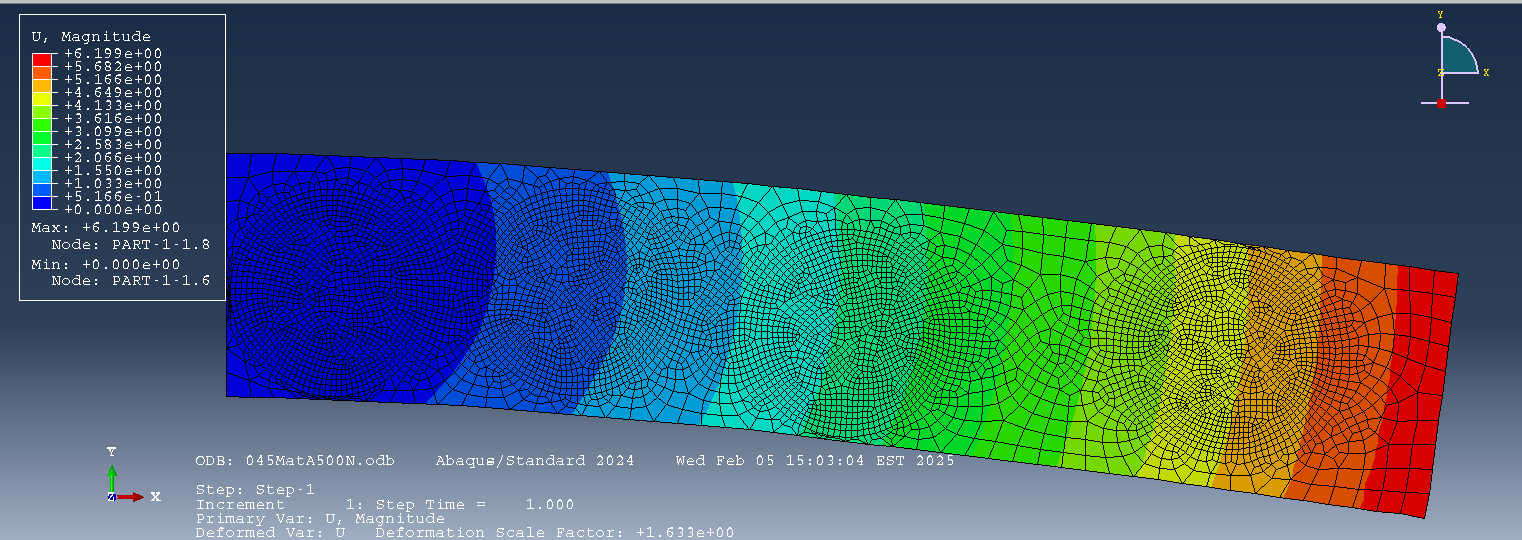 U, Magnitude
+6.199e+00
+5.682e+00
+5.166e+00
+4.649e+00
+4.133e+00
+3.616e+00
+3.099e+00
+2.583e+00
+2.066e+00
+1.550e+00
+1.033e+00
+5.166e-01
+0.000e+00
Max: +6.199e+00
Node: PART-1-1.8
Min: +0.000e+00
Node: PART-1-1.6
Y
Z
X
Y
Z
X
ODB: 045MatA500N.odb Abaqus/Standard 2024 Wed Feb 05 15:03:04 EST 2025
Step: Step-1
Increment 1: Step Time = 1.000
Primary Var: U, Magnitude
Deformed Var: U Deformation Scale Factor: +1.633e+00